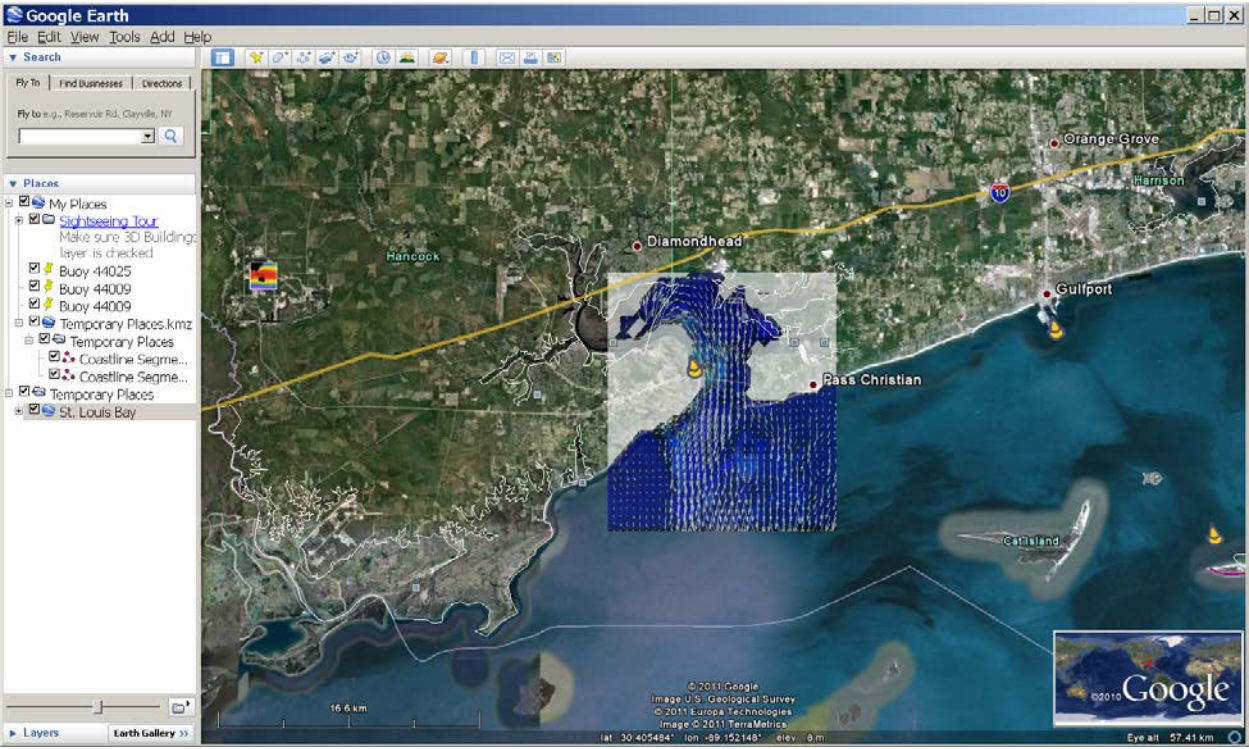 Google Earth
File Edit View Tools Add Help
Search
Fly To Find Businesses Directions
Fly to e.g., Reservoir Rd, Clayville, NY
Places
My Places
Sightseeing Tour
Make sure 3D Buildings
layer is checked
Buoy 44025
Buoy 44009
Buoy 44009
Temporary Places.kmz
Temporary Places
Coastline Segme...
Coastline Segme...
Temporary Places
St. Louis Bay
Layers
Earth Gallery >>
Orange Grove
Harrison
10
Diamondhead
Hancock
Gulfport
Pass Christian
Cat Island
16.6 km
© 2011 Google
Image U.S. Geological Survey
© 2011 Europa Technologies
Image © 2011 TerraMetrics
©2010 Google
lat 30.405484° lon -89.152148° elev 8 m
Eye alt 57.41 km